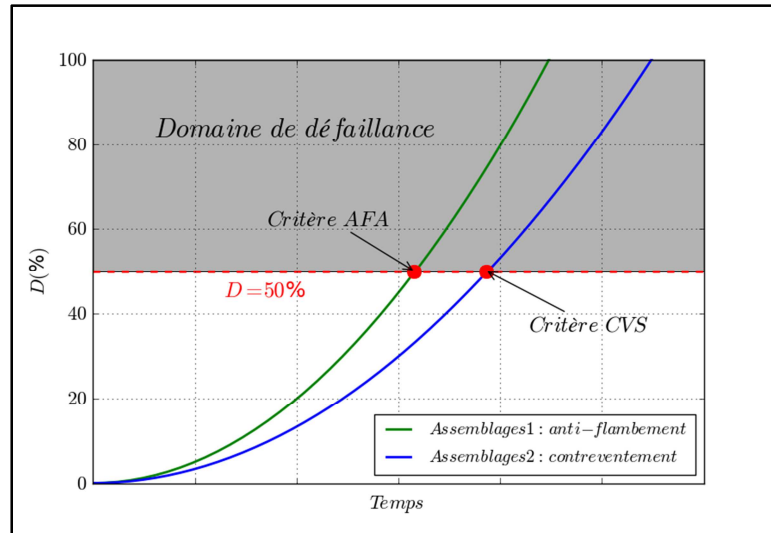 100
Domaine de défaillance
80
Critère AFA
60
D(%)
D=50%
40
Critère CVS
20
Assemblages1 : anti−flambement
Assemblages2 : contreventement
0
Temps